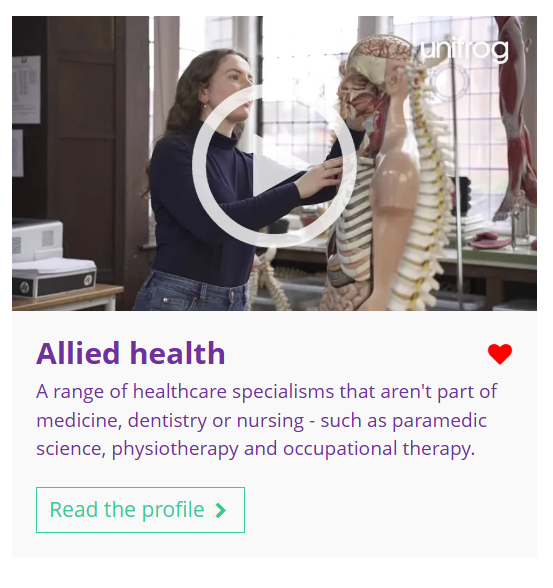 unifrog
Allied health
A range of healthcare specialisms that aren't part of
medicine, dentistry or nursing - such as paramedic
science, physiotherapy and occupational therapy.
Read the profile